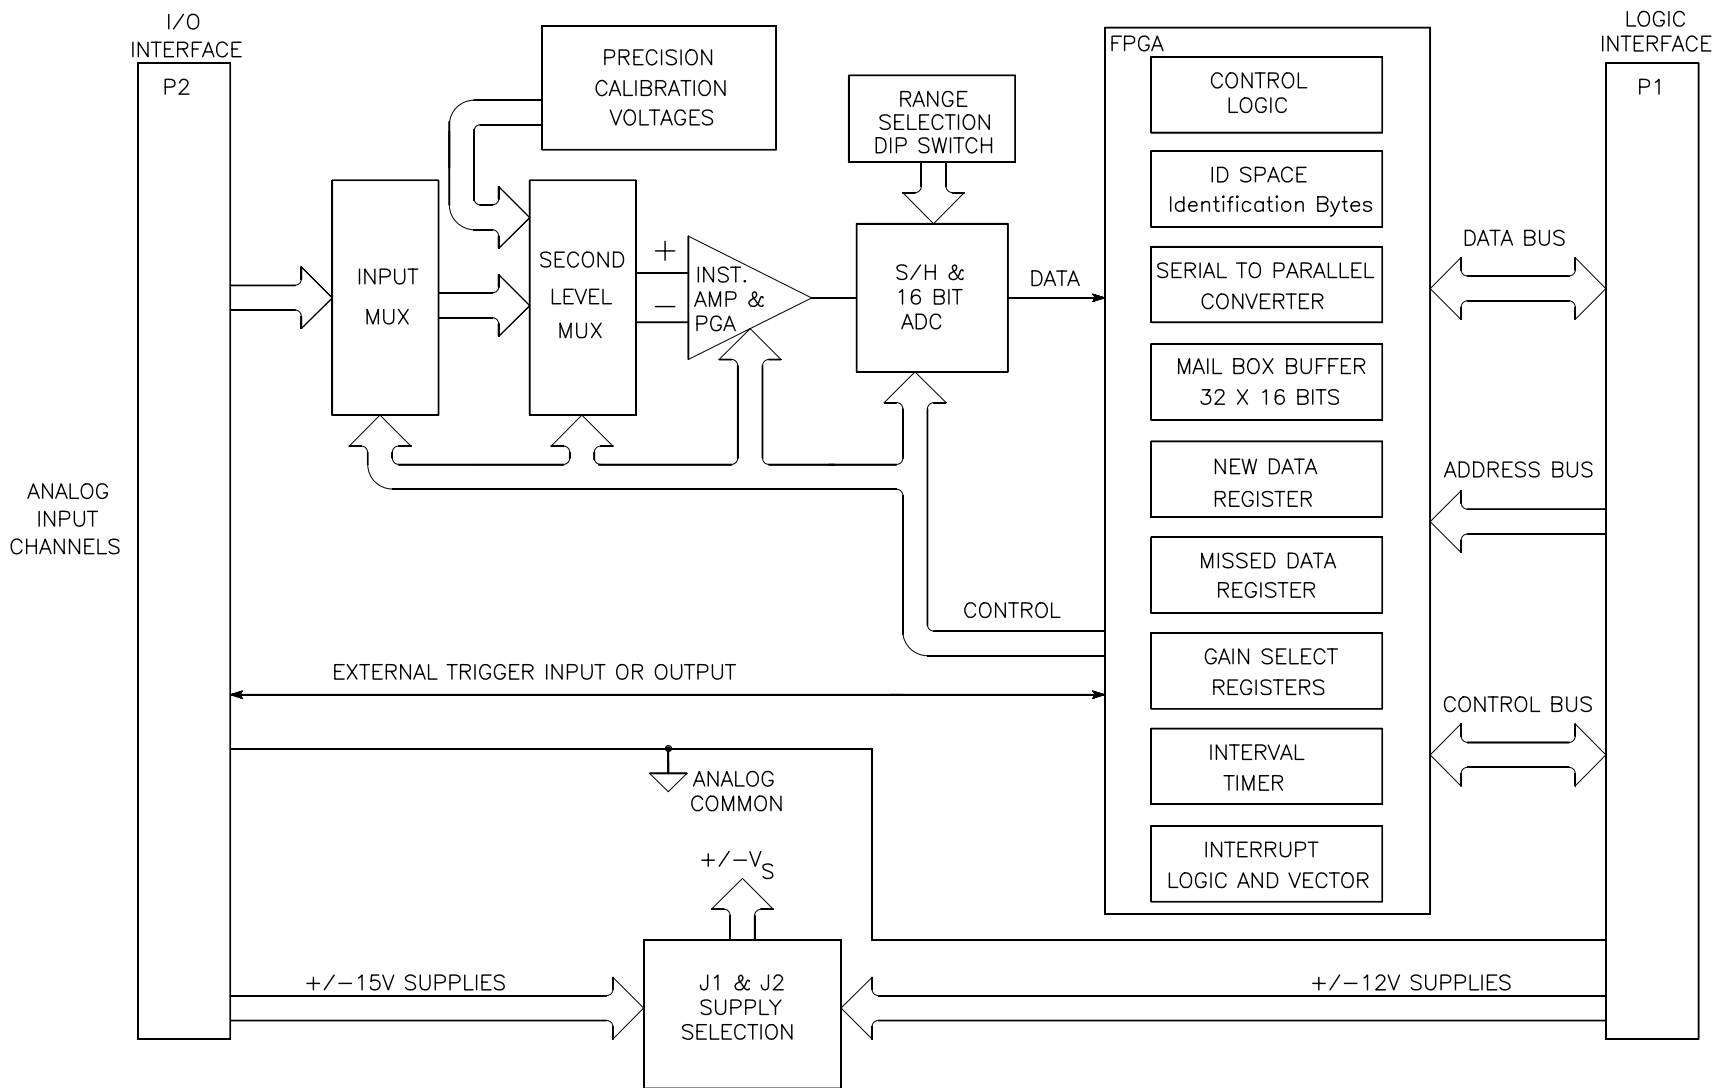 I/O
INTERFACE
P2
ANALOG
INPUT
CHANNELS
PRECISION
CALIBRATION
VOLTAGES
RANGE
SELECTION
DIP SWITCH
INPUT
MUX
SECOND
LEVEL
MUX
+
−
INST.
AMP &
PGA
S/H &
16 BIT
ADC
DATA
FPGA
CONTROL
LOGIC
ID SPACE
Identification Bytes
SERIAL TO PARALLEL
CONVERTER
MAIL BOX BUFFER
32 X 16 BITS
NEW DATA
REGISTER
MISSED DATA
REGISTER
GAIN SELECT
REGISTERS
INTERVAL
TIMER
INTERRUPT
LOGIC AND VECTOR
LOGIC
INTERFACE
P1
DATA BUS
ADDRESS BUS
CONTROL BUS
CONTROL
EXTERNAL TRIGGER INPUT OR OUTPUT
ANALOG
COMMON
+/−VS
J1 & J2
SUPPLY
SELECTION
+/−15V SUPPLIES
+/−12V SUPPLIES